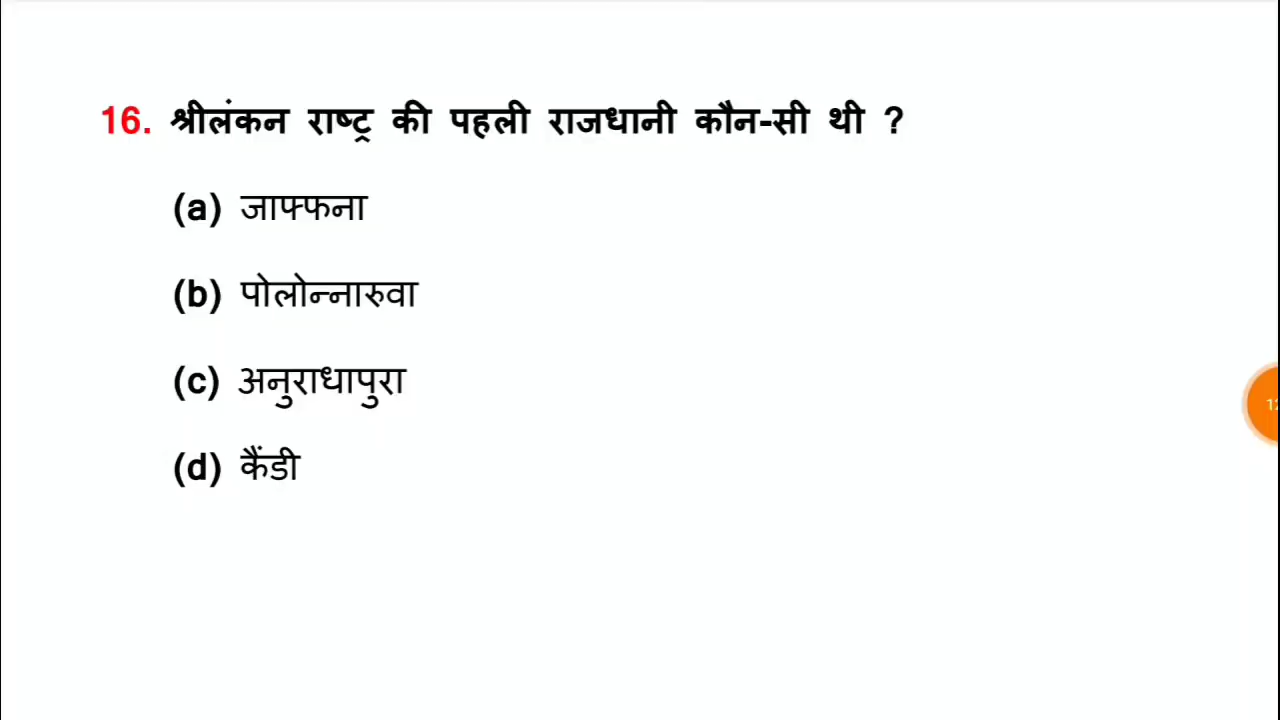 16. श्रीलंकन राष्ट्र की पहली राजधानी कौन-सी थी ?
(a) जाफ्फना
(b) पोलोन्नारुवा
(c) अनुराधापुरा
(d) कैंडी